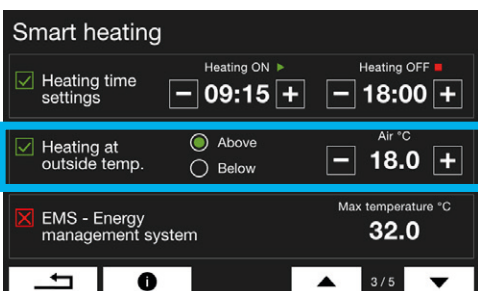 Smart heating
Heating ON
Heating OFF
Heating time
settings
− 09:15 +
− 18:00 +
Heating at
outside temp.
Above
Below
Air °C
− 18.0 +
EMS - Energy
management system
Max temperature °C
32.0
3/5